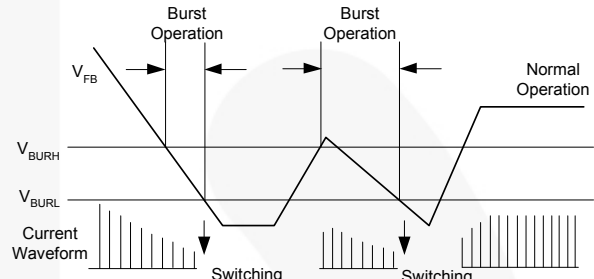 Burst
Operation
Burst
Operation
V_FB
Normal
Operation
V_BURH
V_BURL
Current
Waveform
Switching
Switching